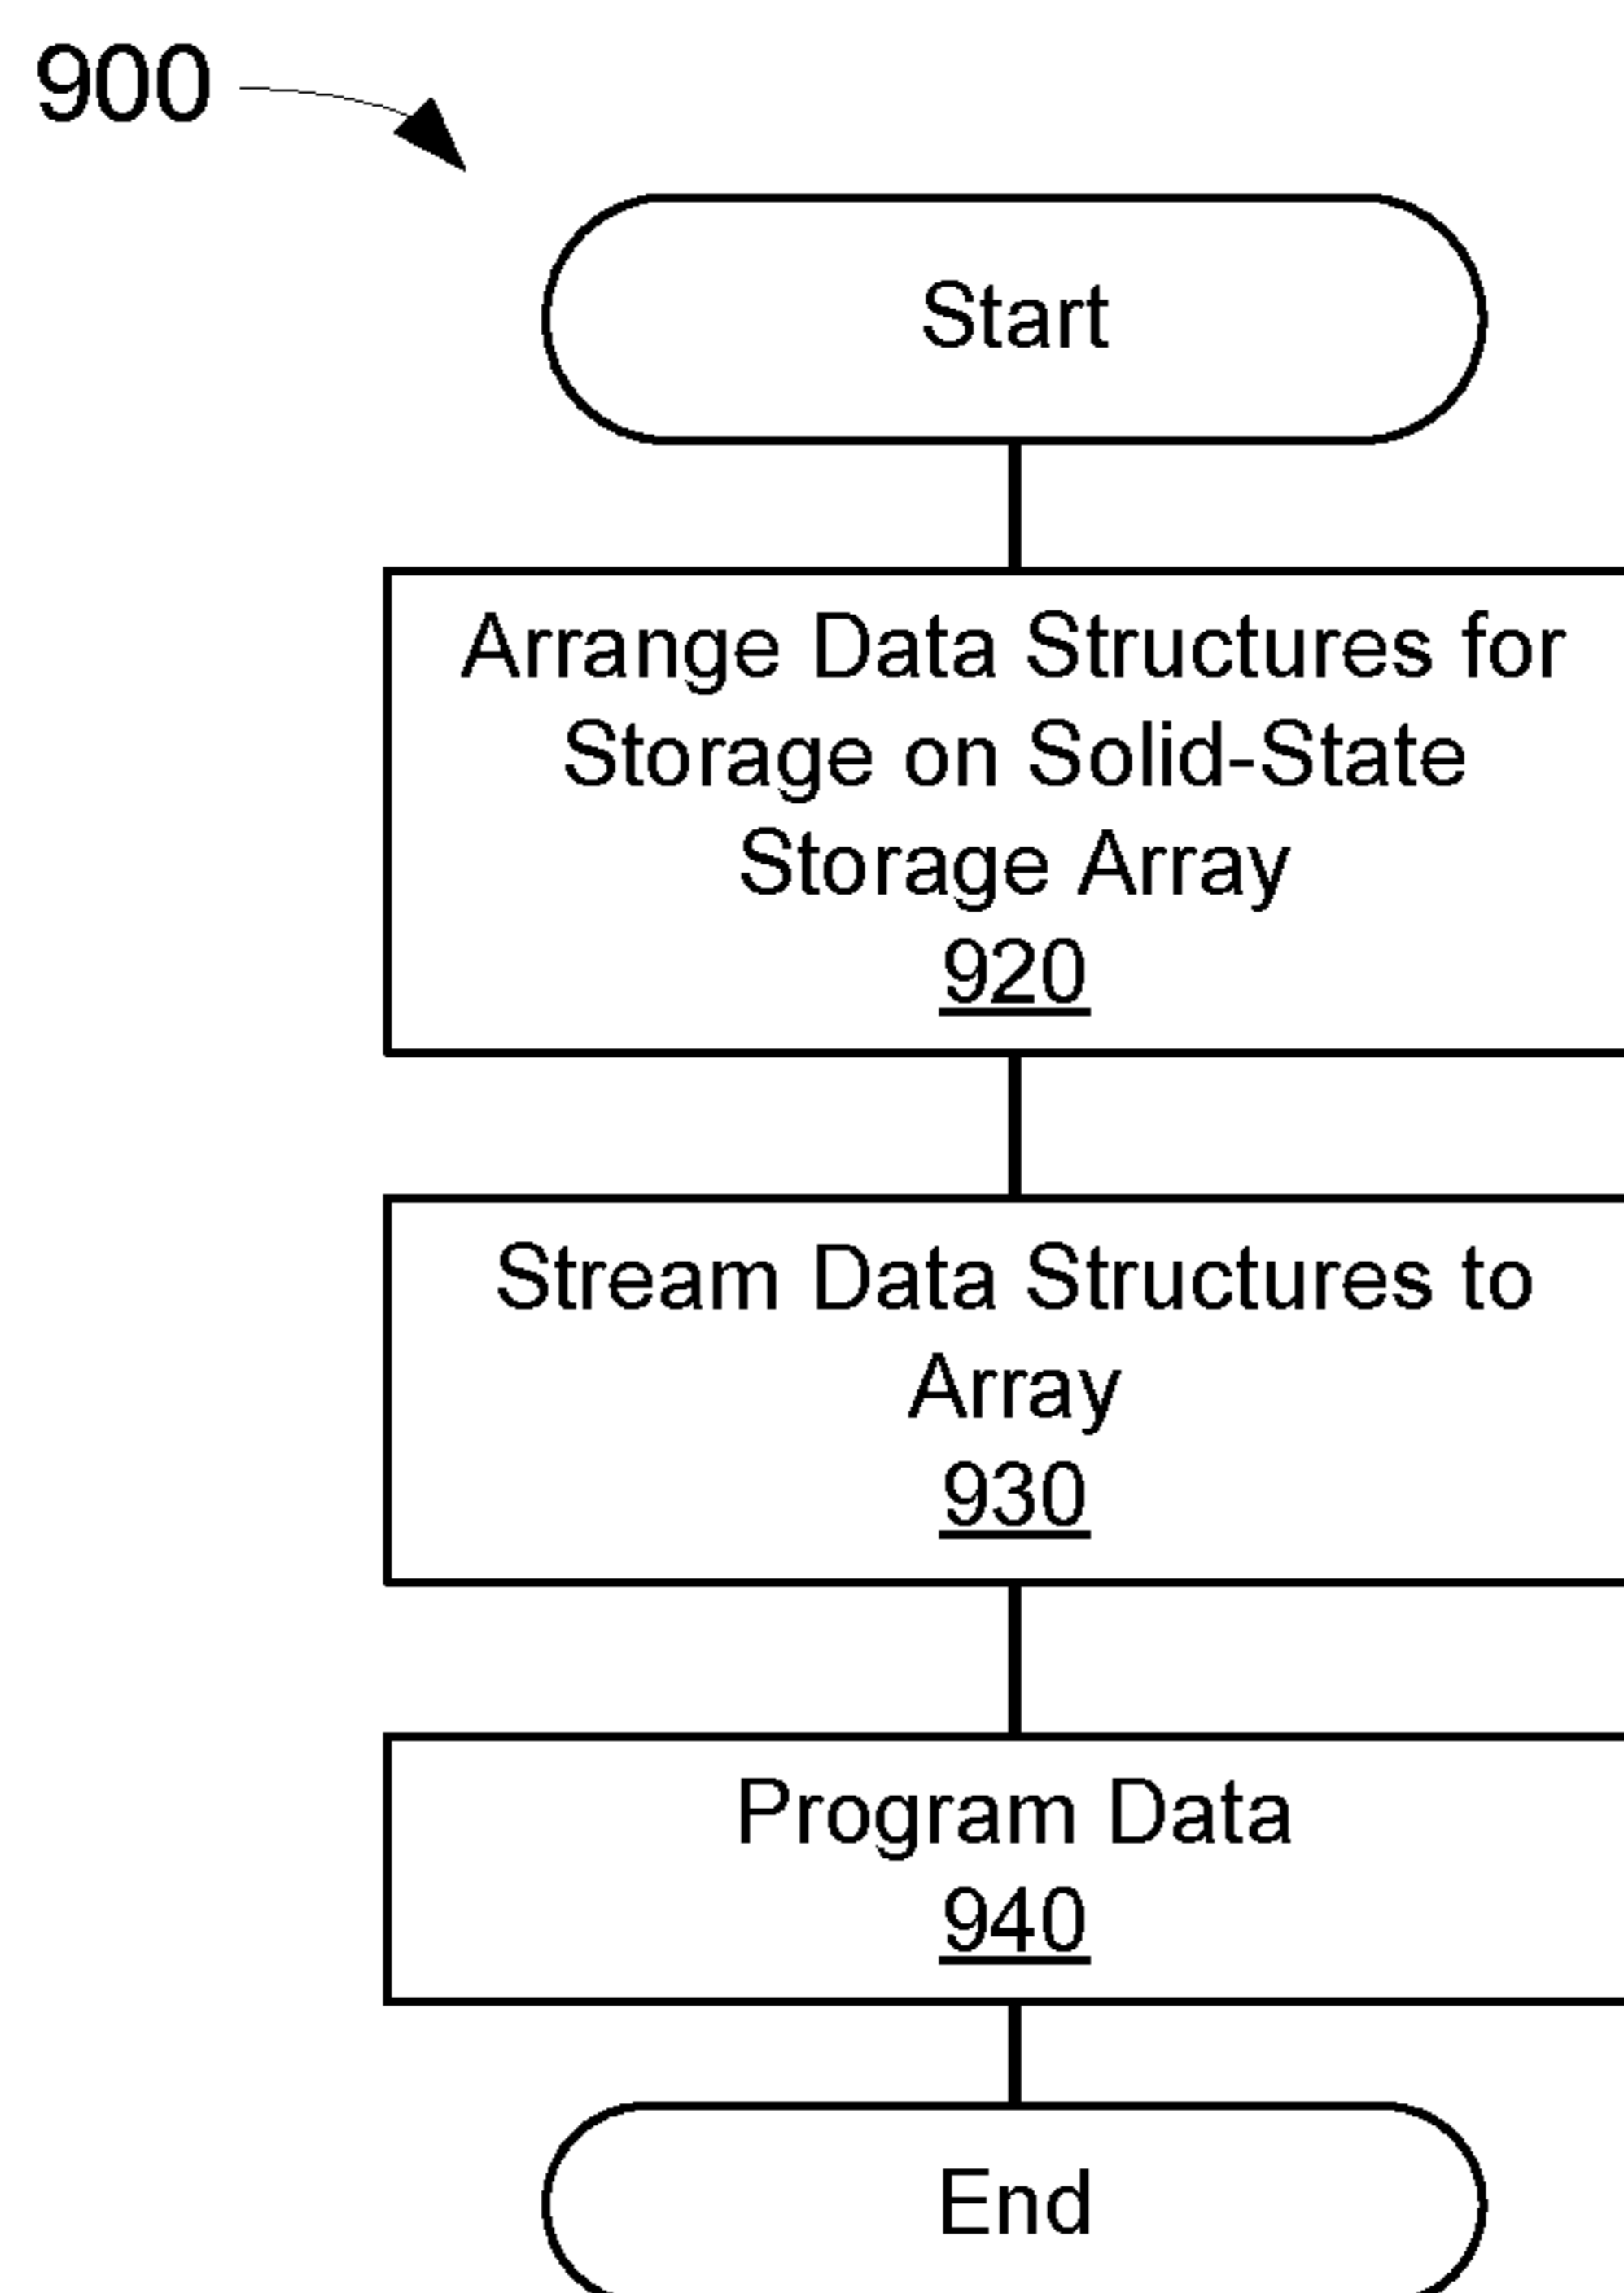 900
Start
Arrange Data Structures for
Storage on Solid-State
Storage Array
920
Stream Data Structures to
Array
930
Program Data
940
End